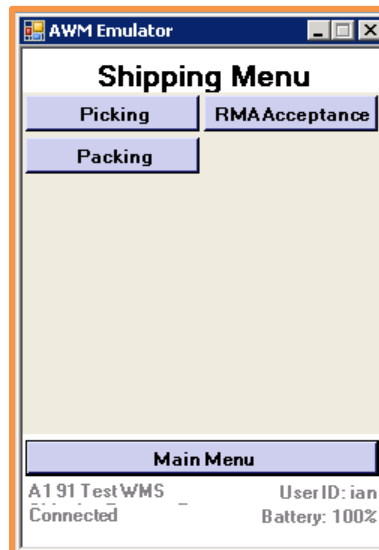 AWM Emulator
Shipping Menu
Picking RMA Acceptance
Packing
Main Menu
A1 91 Test WMS User ID: ian
Connected Battery: 100%